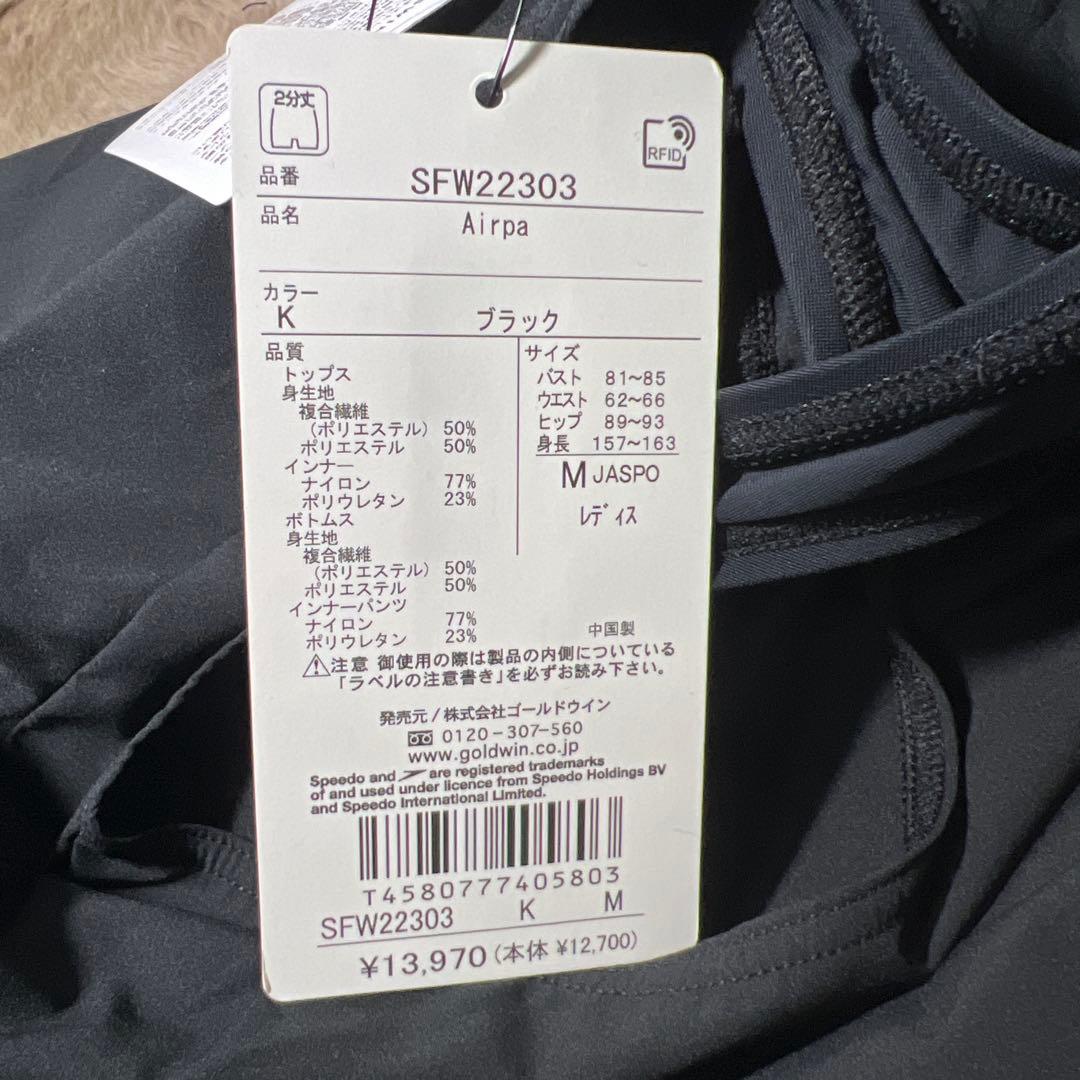 2分丈
RFID
品番 SFW22303
品名 Airpa
カラー
K ブラック
品質
トップス
身生地
複合繊維
(ポリエステル) 50%
ポリエステル 50%
インナー
ナイロン 77%
ポリウレタン 23%
ボトムス
身生地
複合繊維
(ポリエステル) 50%
ポリエステル 50%
インナーパンツ
ナイロン 77%
ポリウレタン 23%
サイズ
バスト 81~85
ウエスト 62~66
ヒップ 89~93
身長 157~163
M JASPO
レディス
中国製
注意 御使用の際は製品の内側についている
「ラベルの注意書き」を必ずお読み下さい。
発売元/株式会社ゴールドウイン
0120-307-560
www.goldwin.co.jp
Speedo and are registered trademarks
of and used under licence from Speedo Holdings BV
and Speedo International Limited.
T4580777405803
SFW22303 K M
¥13,970(本体 ¥12,700)